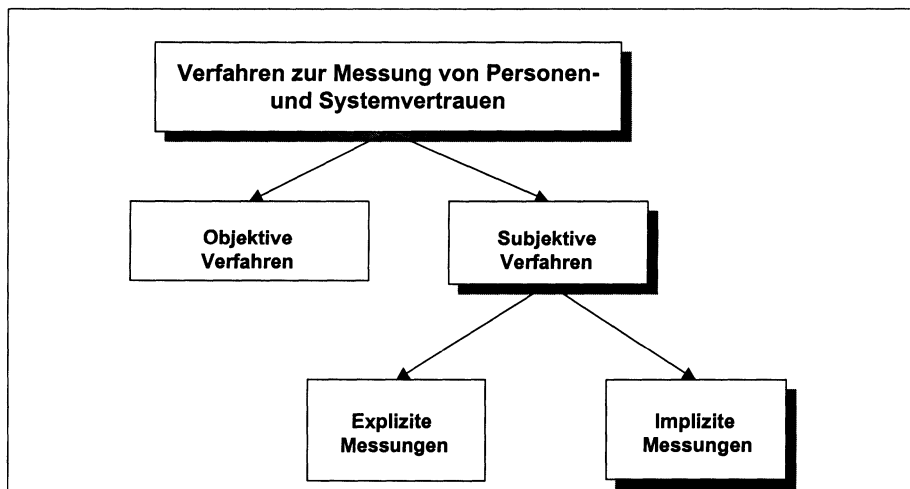 Verfahren zur Messung von Personen-
und Systemvertrauen
Objektive
Verfahren
Subjektive
Verfahren
Explizite
Messungen
Implizite
Messungen